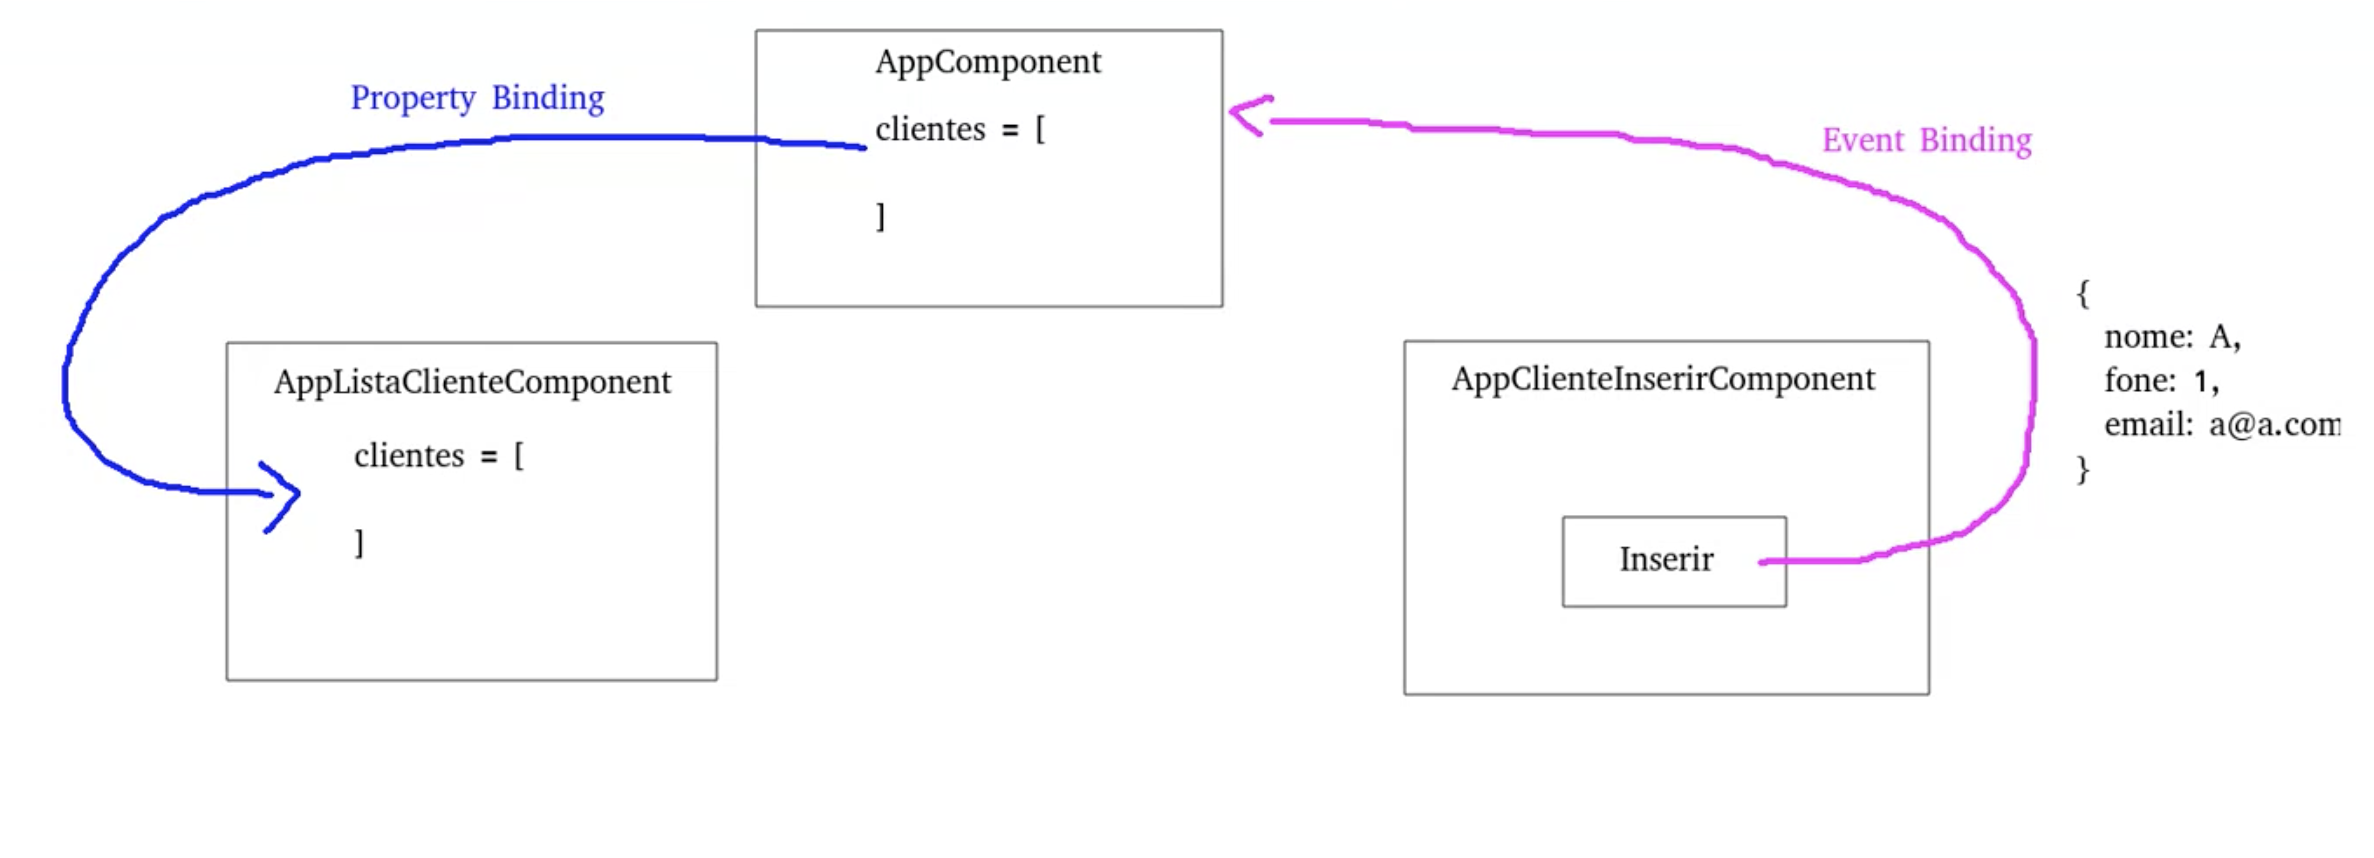 AppComponent
Property Binding
clientes = [
Event Binding
]
{
nome: A,
fone: 1,
email: a@a.com
}
AppListaClienteComponent
clientes = [
]
AppClienteInserirComponent
Inserir